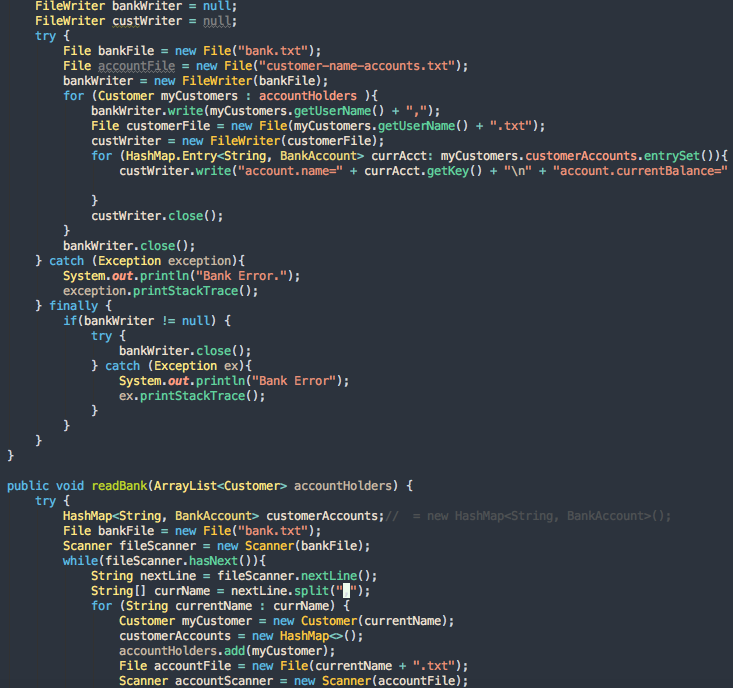 FileWriter bankWriter = null;
FileWriter custWriter = null;
try {
File bankFile = new File("bank.txt");
File accountFile = new File("customer-name-accounts.txt");
bankWriter = new FileWriter(bankFile);
for (Customer myCustomers : accountHolders ){
bankWriter.write(myCustomers.getUserName() + ",");
File customerFile = new File(myCustomers.getUserName() + ".txt");
custWriter = new FileWriter(customerFile);
for (HashMap.Entry<String, BankAccount> currAcct: myCustomers.customerAccounts.entrySet()){
custWriter.write("account.name=" + currAcct.getKey() + "\n" + "account.currentBalance="
}
custWriter.close();
}
bankWriter.close();
} catch (Exception exception){
System.out.println("Bank Error.");
exception.printStackTrace();
} finally {
if(bankWriter != null) {
try {
bankWriter.close();
} catch (Exception ex){
System.out.println("Bank Error");
ex.printStackTrace();
}
}
}
}
public void readBank(ArrayList<Customer> accountHolders) {
try {
HashMap<String, BankAccount> customerAccounts;//  = new HashMap<String, BankAccount>();
File bankFile = new File("bank.txt");
Scanner fileScanner = new Scanner(bankFile);
while(fileScanner.hasNext()){
String nextLine = fileScanner.nextLine();
String[] currName = nextLine.split(",");
for (String currentName : currName) {
Customer myCustomer = new Customer(currentName);
customerAccounts = new HashMap<>();
accountHolders.add(myCustomer);
File accountFile = new File(currentName + ".txt");
Scanner accountScanner = new Scanner(accountFile);